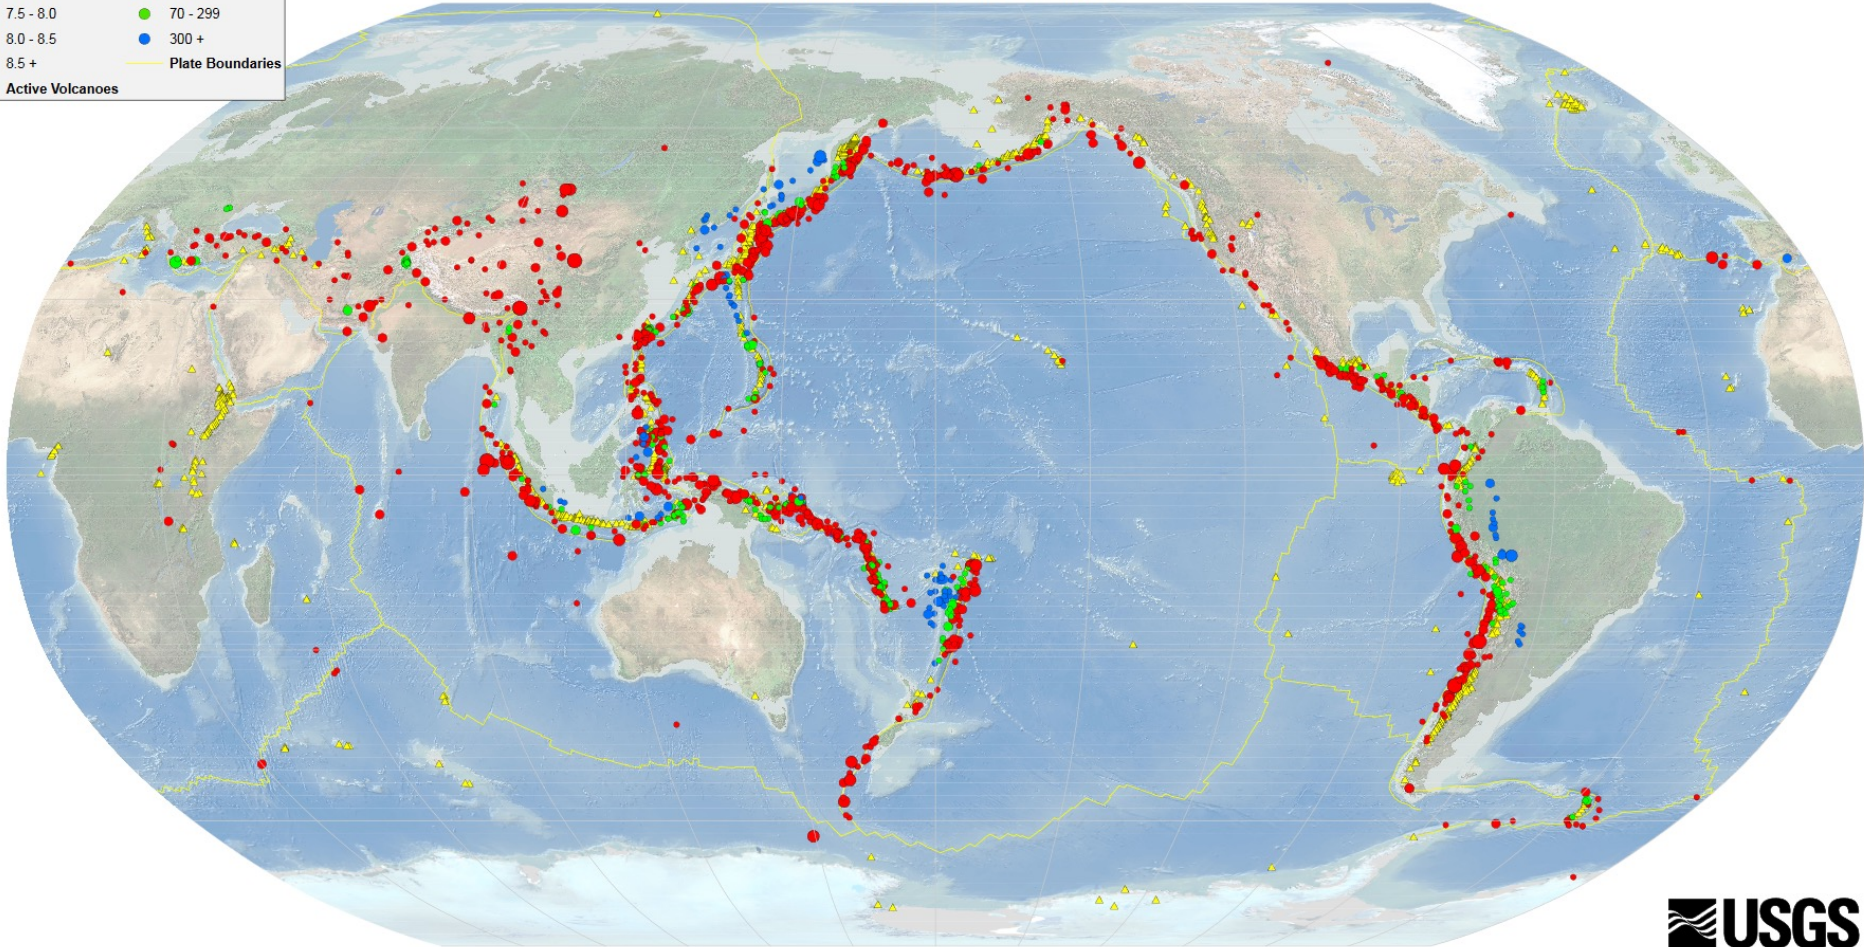 7.5 - 8.0 70 - 299
8.0 - 8.5 300 +
8.5 + Plate Boundaries
Active Volcanoes
USGS